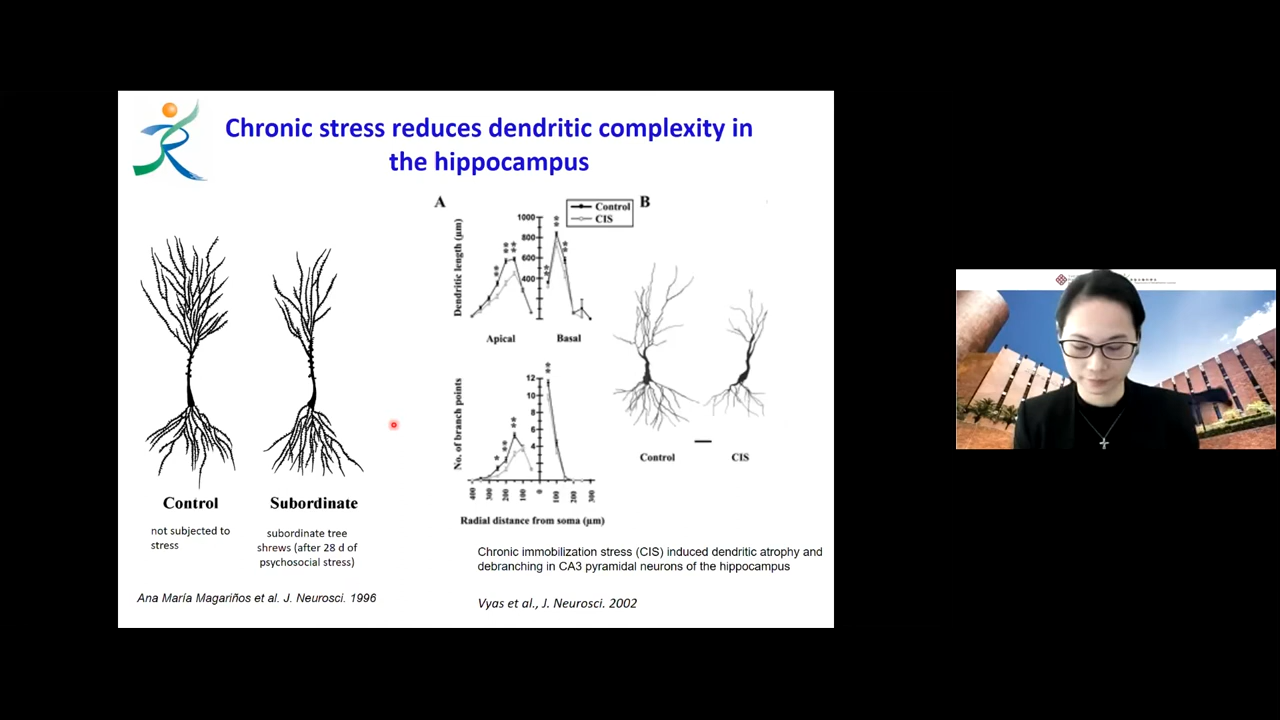 Chronic stress reduces dendritic complexity in
the hippocampus
Control
not subjected to
stress
Subordinate
subordinate tree
shrews (after 28 d of
psychosocial stress)
Ana María Magariños et al. J. Neurosci. 1996
A
Control
CIS
B
Dendritic length (µm)
1000
800
600
400
**
**
**
**
**
**
Apical
Basal
No. of branch points
12
10
8
6
4
2
*
**
**
**
400
300
200
100
0
100
200
300
Radial distance from soma (µm)
Control
CIS
Chronic immobilization stress (CIS) induced dendritic atrophy and
debranching in CA3 pyramidal neurons of the hippocampus
Vyas et al., J. Neurosci. 2002